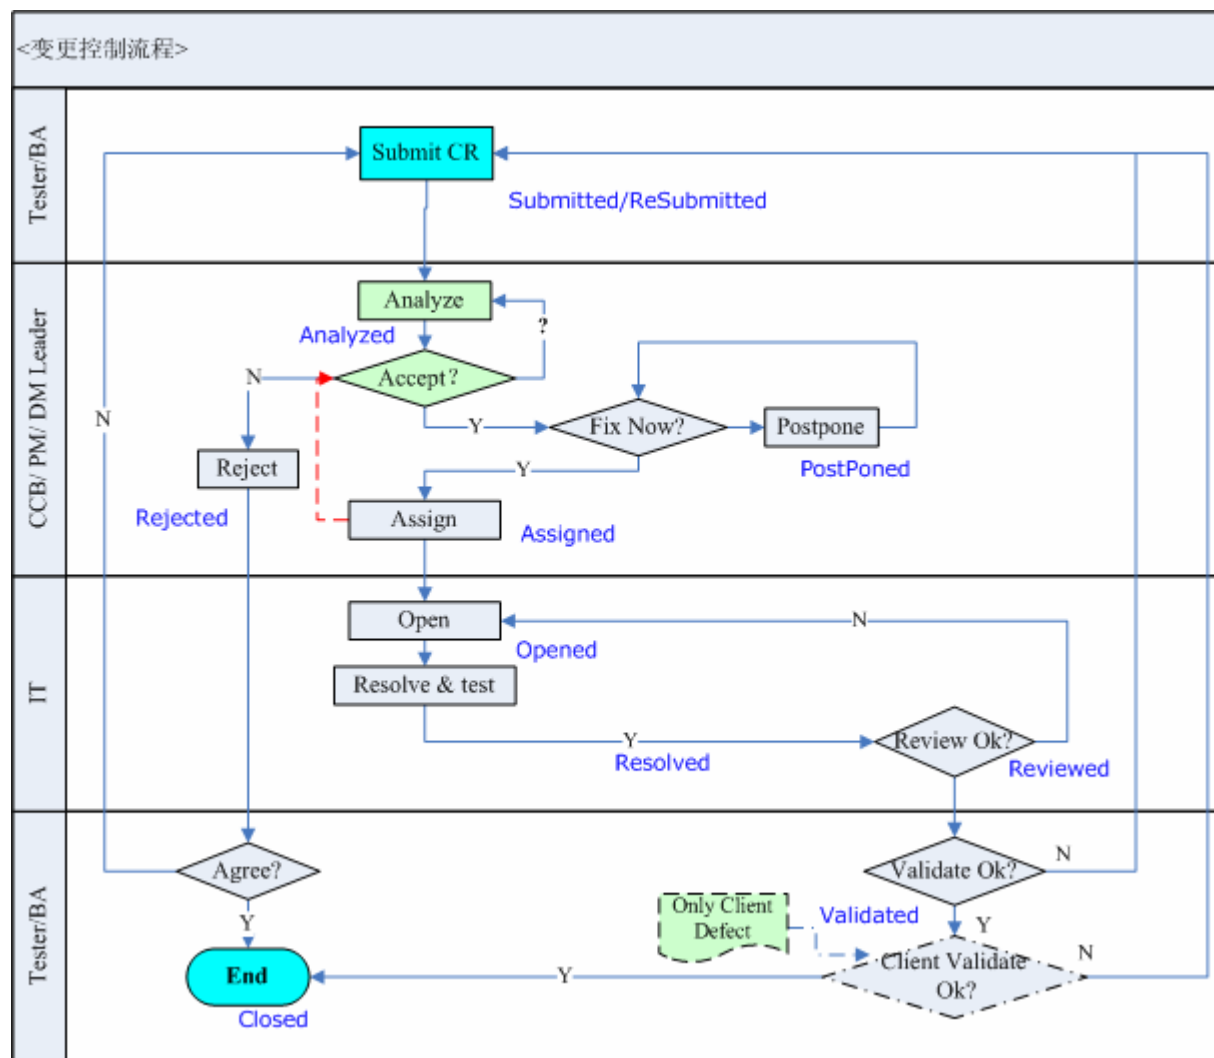 <变更控制流程>
Tester/BA
Submit CR
Submitted/ReSubmitted
CCB/ PM/ DM Leader
Analyze
?
Analyzed
N
Accept?
N
Y
Fix Now?
Postpone
Reject
Y
PostPoned
Rejected
Assign
Assigned
IT
Open
N
Opened
Resolve & test
Y
Review Ok?
Resolved
Reviewed
Tester/BA
Agree?
Validate Ok?
N
Only Client
Defect
Validated
Y
Y
N
End
Y
Client Validate
Ok?
Closed